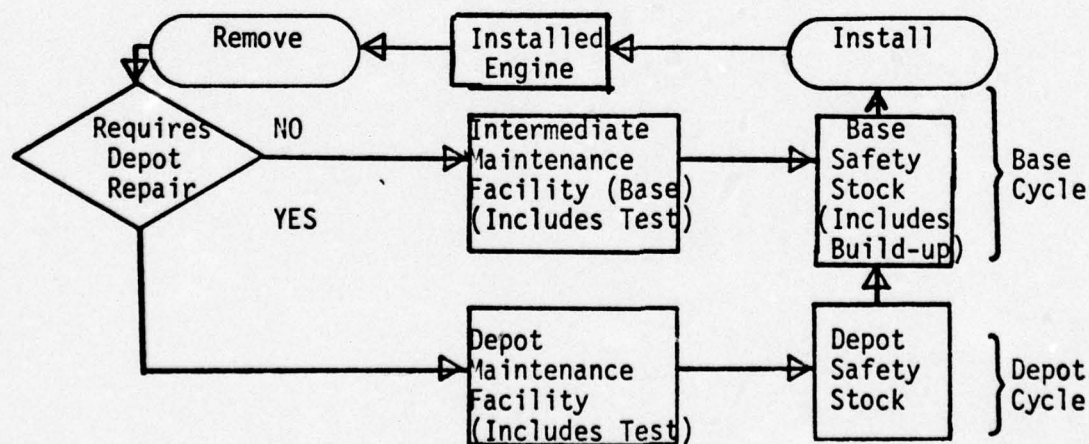 Remove
Installed
Engine
Install
Requires
Depot
Repair
NO
YES
Intermediate
Maintenance
Facility (Base)
(Includes Test)
Base
Safety
Stock
(Includes
Build-up)
Base
Cycle
Depot
Maintenance
Facility
(Includes Test)
Depot
Safety
Stock
Depot
Cycle